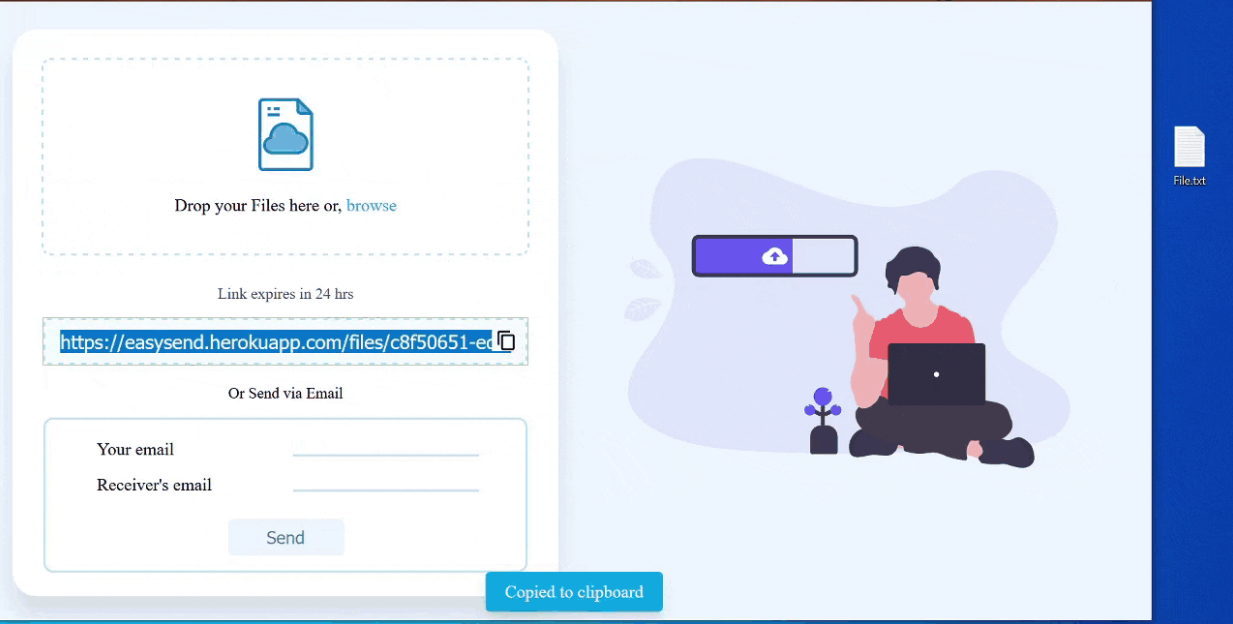 Drop your Files here or, browse
Link expires in 24 hrs
https://easysend.herokuapp.com/files/c8f50651-ec
Or Send via Email
Your email
Receiver's email
Send
Copied to clipboard
File.txt